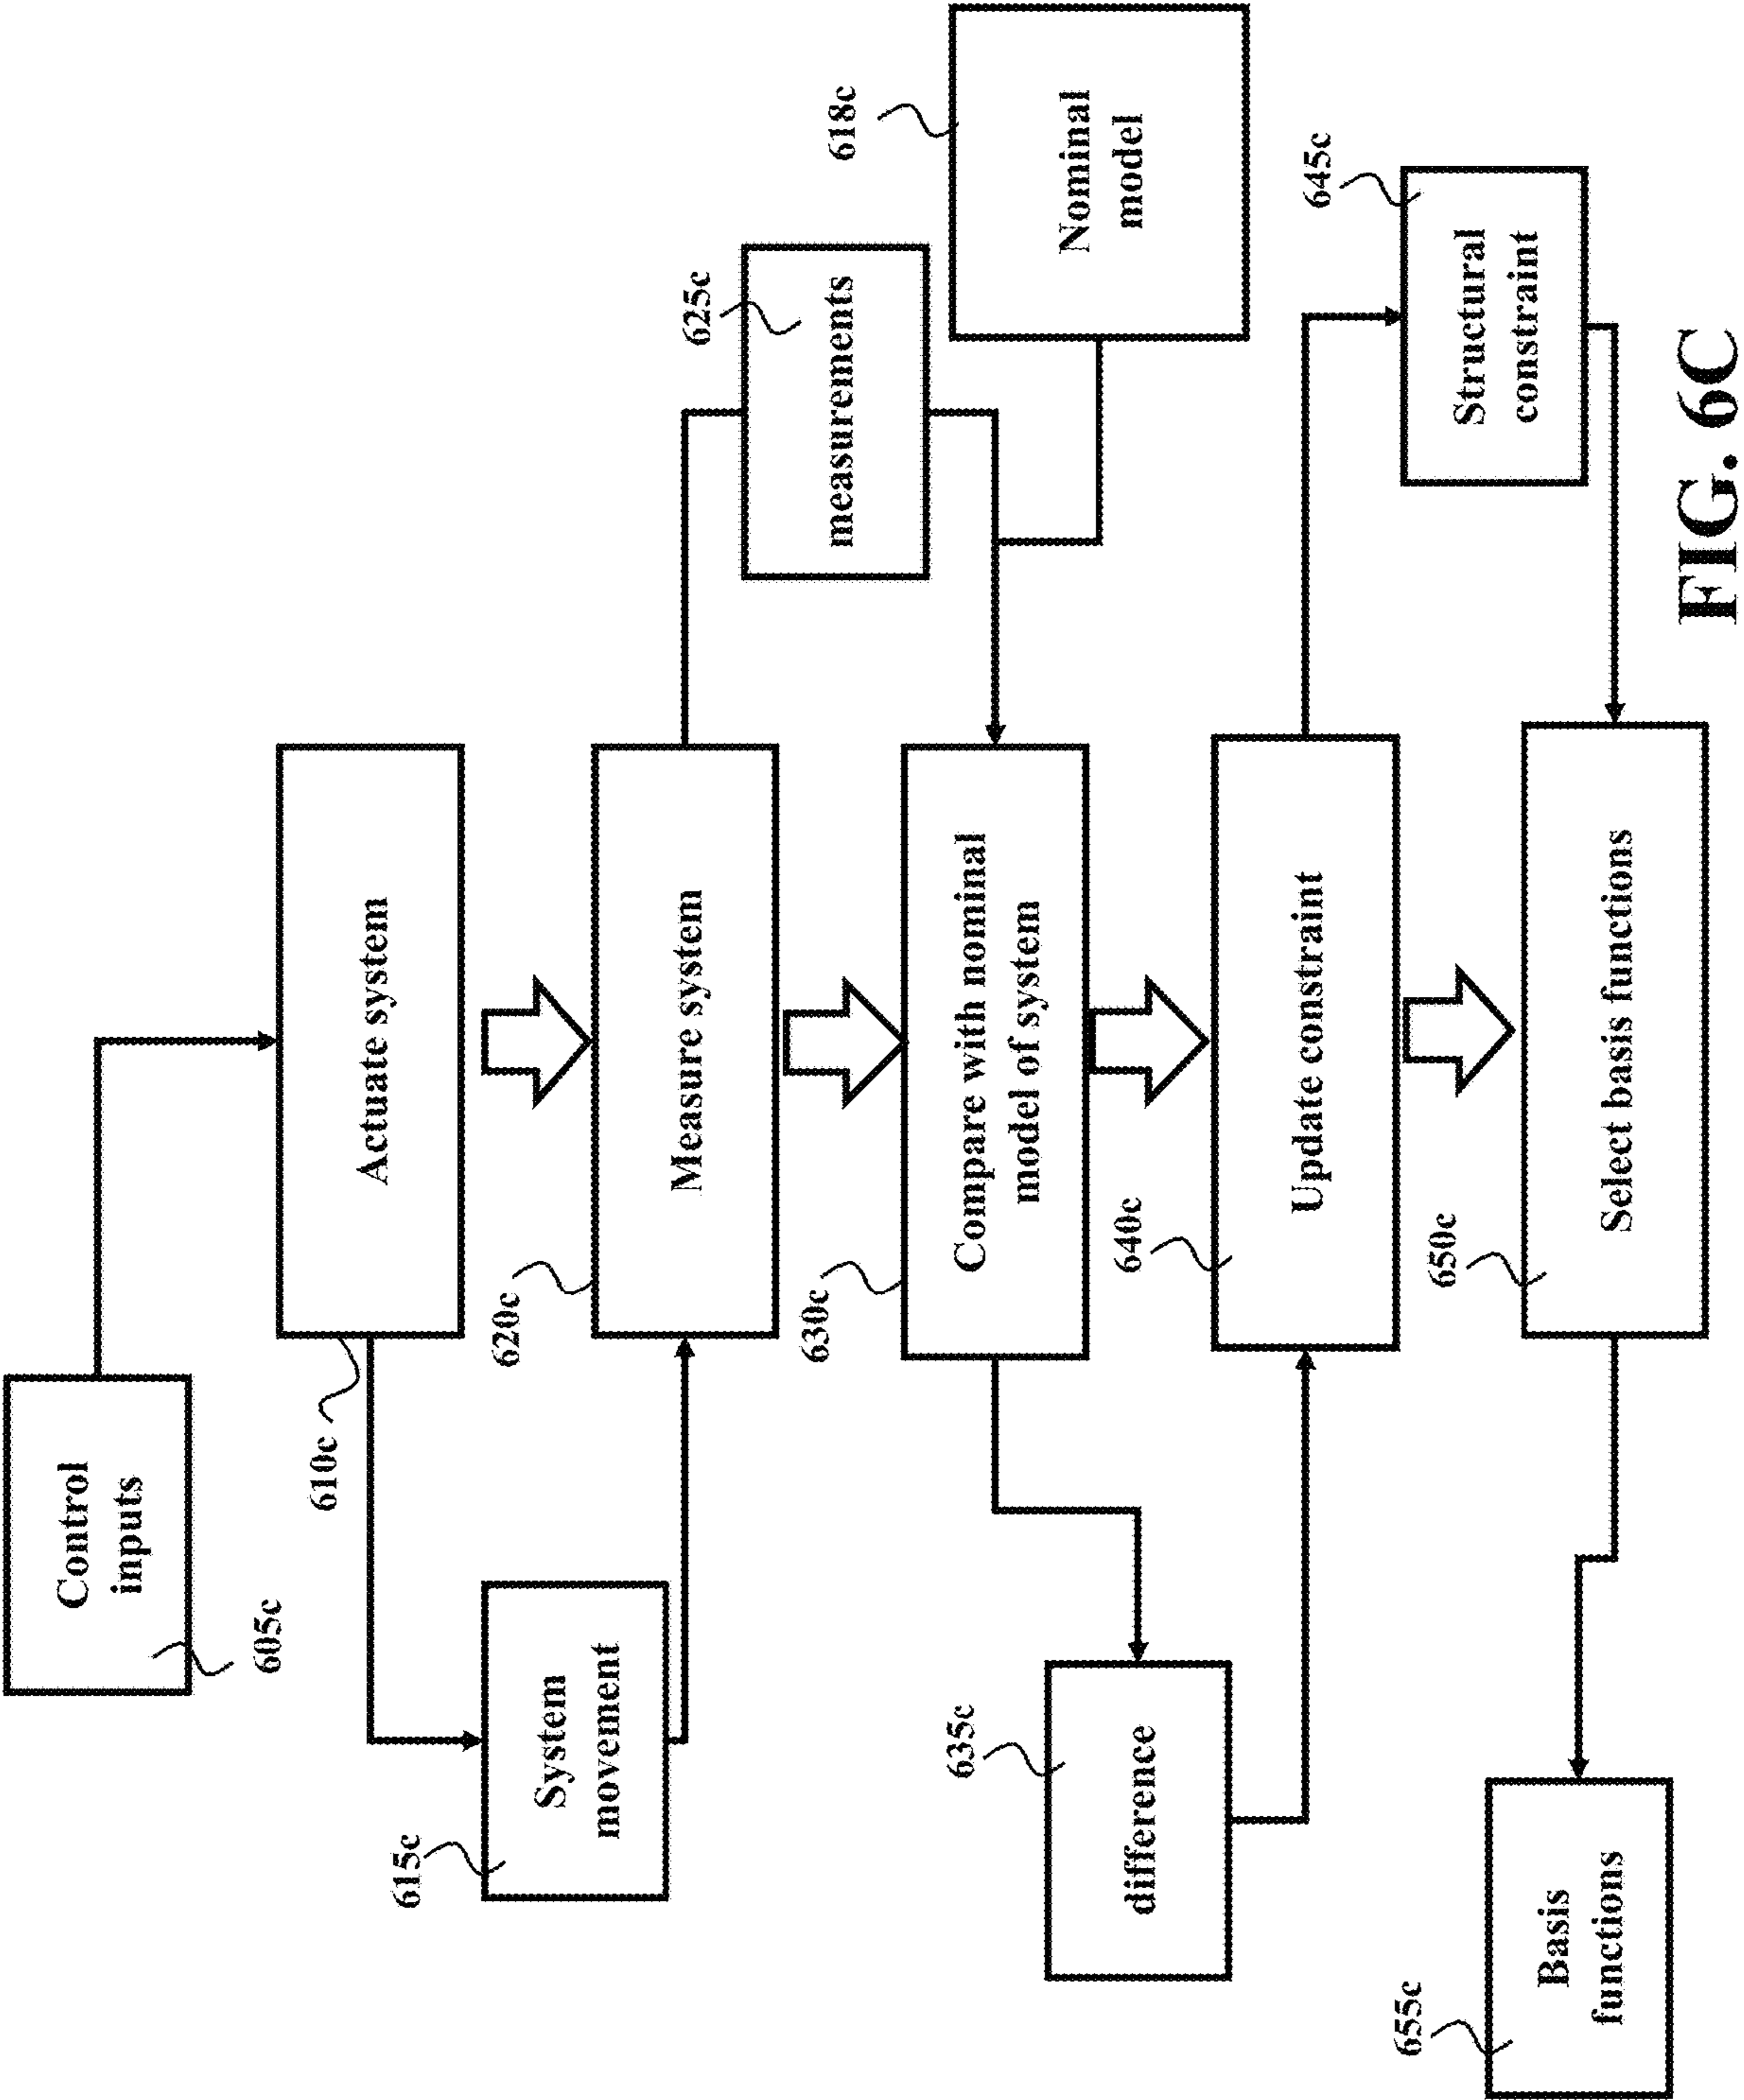 Control
inputs
605c
Actuate system
610c
System
movement
615c
Measure system
620c
measurements
625c
Nominal
model
618c
Compare with nominal
model of system
630c
difference
635c
Update constraint
640c
Structural
constraint
645c
Select basis functions
650c
Basis
functions
655c
FIG. 6C